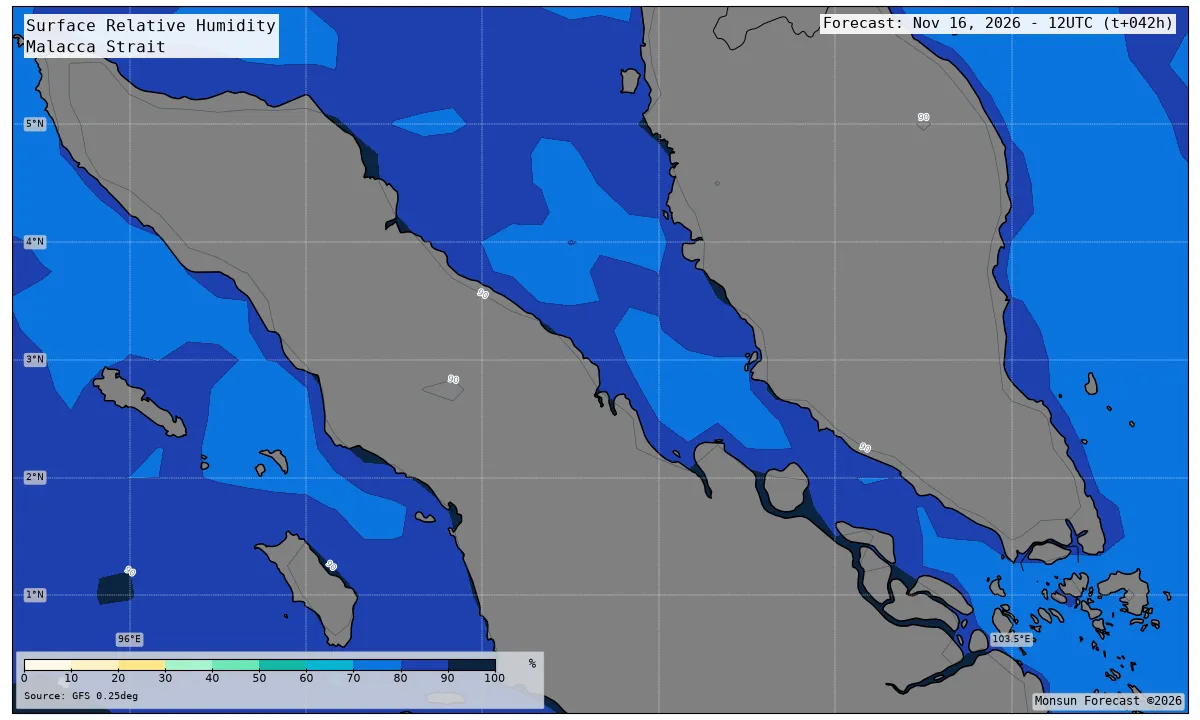 Surface Relative Humidity
Malacca Strait
Forecast: Nov 16, 2026 - 12UTC (t+042h)
90
5°N
4°N
90
3°N
90
90
2°N
90
90
1°N
96°E
103.5°E
%
0 10 20 30 40 50 60 70 80 90 100
Source: GFS 0.25deg
Monsun Forecast ©2026